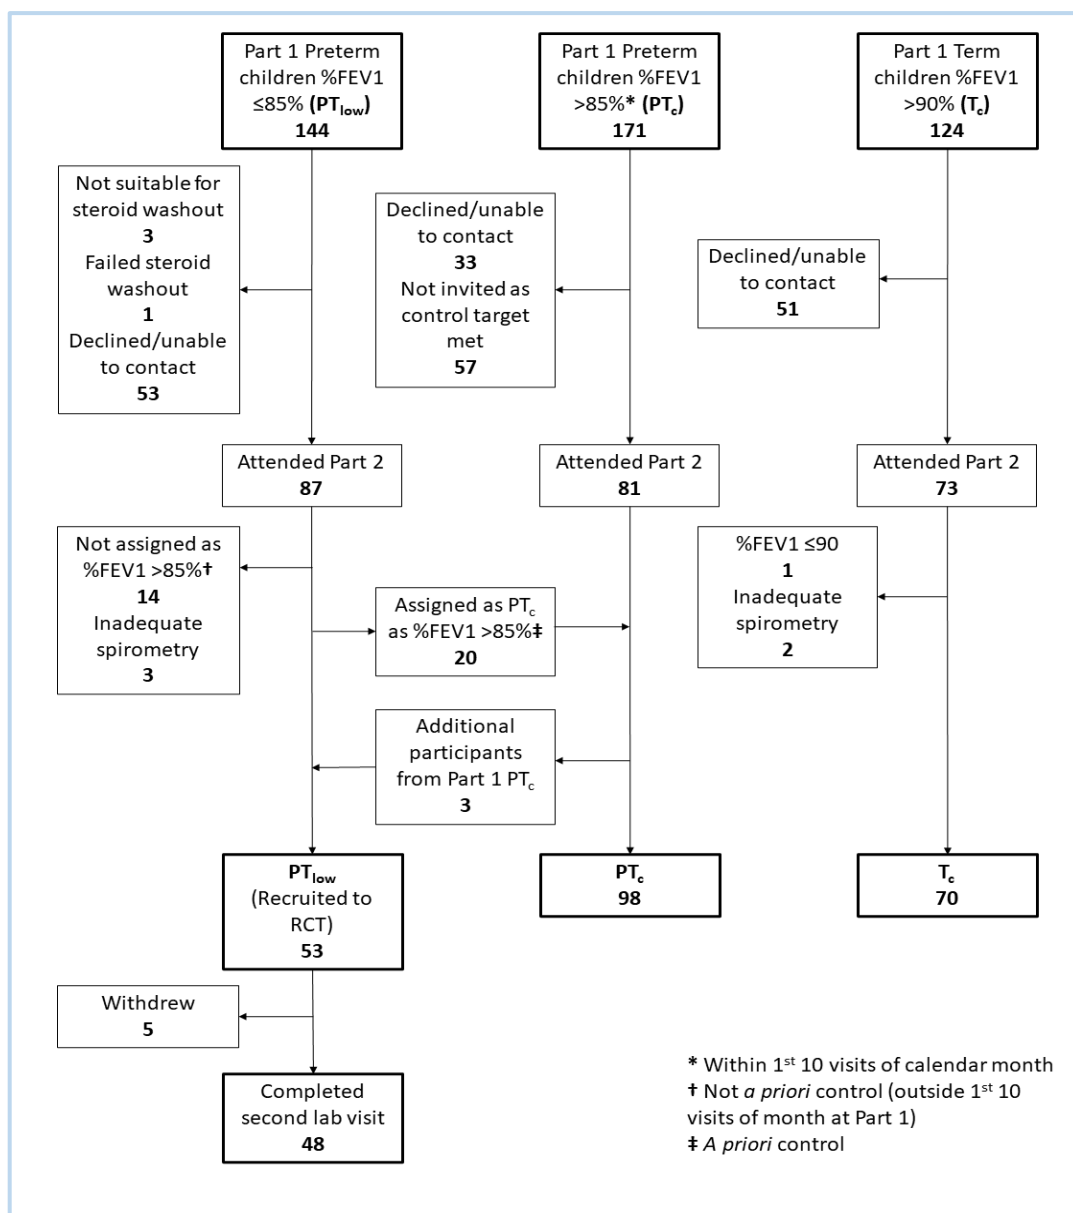 Part 1 Preterm
children %FEV1
≤85% (PTlow)
144
Part 1 Preterm
children %FEV1
>85%* (PTc)
171
Part 1 Term
children %FEV1
>90% (Tc)
124
Not suitable for
steroid washout
3
Failed steroid
washout
1
Declined/unable
to contact
53
Declined/unable
to contact
33
Not invited as
control target
met
57
Declined/unable
to contact
51
Attended Part 2
87
Attended Part 2
81
Attended Part 2
73
Not assigned as
%FEV1 >85%†
14
Inadequate
spirometry
3
Assigned as PTc
as %FEV1 >85%‡
20
%FEV1 ≤90
1
Inadequate
spirometry
2
Additional
participants
from Part 1 PTc
3
PTlow
(Recruited to
RCT)
53
PTc
98
Tc
70
Withdrew
5
Completed
second lab visit
48
* Within 1st 10 visits of calendar month
† Not a priori control (outside 1st 10
visits of month at Part 1)
‡ A priori control